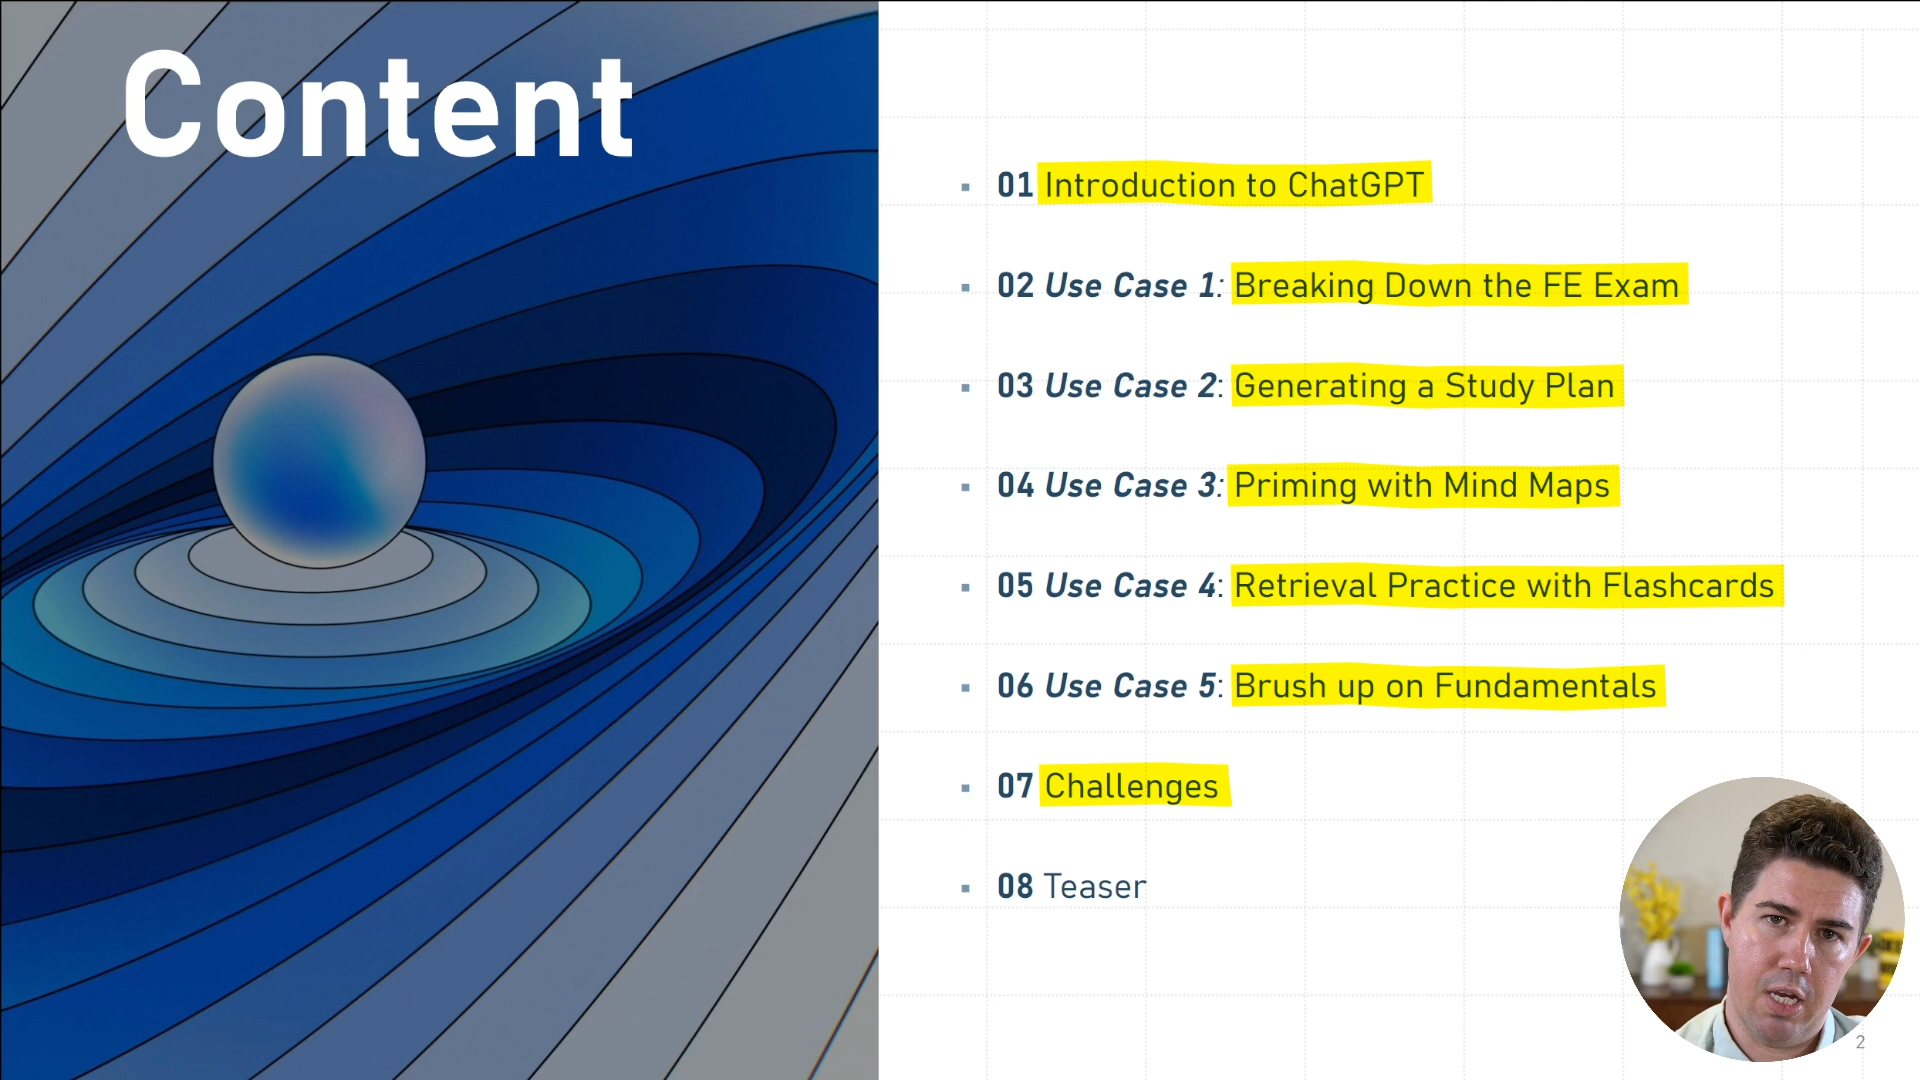 Content
01 Introduction to ChatGPT
02 Use Case 1: Breaking Down the FE Exam
03 Use Case 2: Generating a Study Plan
04 Use Case 3: Priming with Mind Maps
05 Use Case 4: Retrieval Practice with Flashcards
06 Use Case 5: Brush up on Fundamentals
07 Challenges
08 Teaser
2